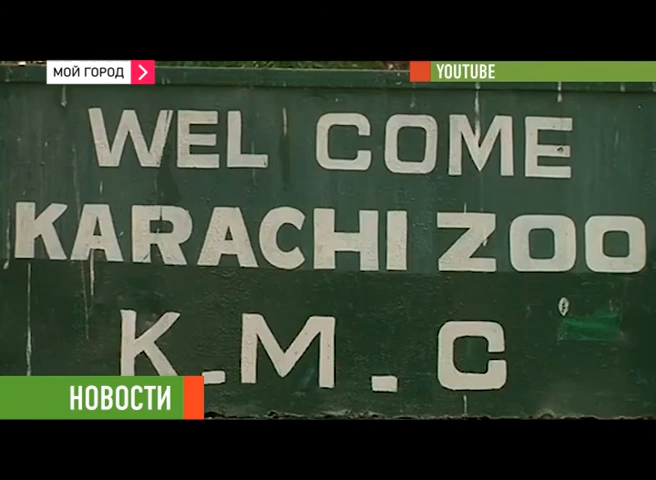 МОЙ ГОРОД
YOUTUBE
WEL COME
KARACHI ZOO
K.M.C
НОВОСТИ